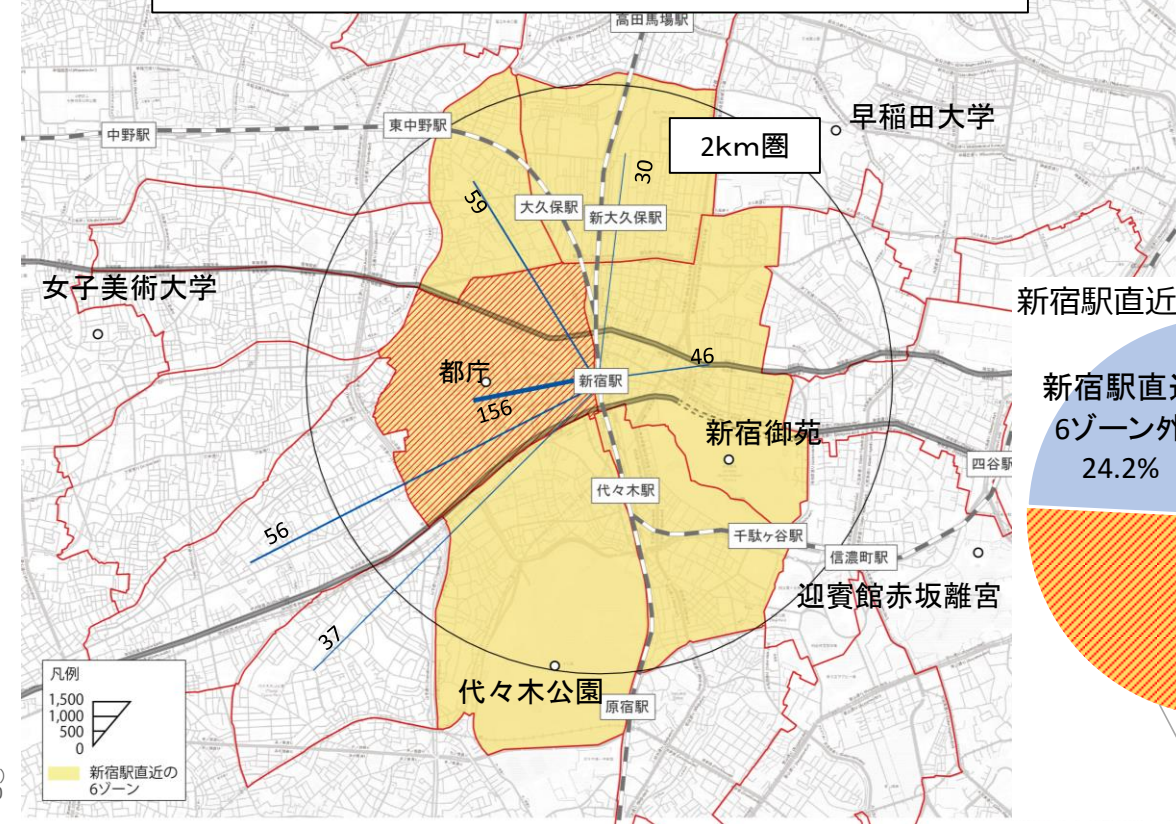 高田馬場駅
早稲田大学
東中野駅
中野駅
2km圏
30
59
大久保駅
新大久保駅
女子美術大学
新宿駅直近
46
都庁
新宿駅
156
6ゾーン外
24.2%
新宿御苑
四谷駅
代々木駅
56
千駄ヶ谷駅
信濃町駅
迎賓館赤坂離宮
37
代々木公園
原宿駅
凡例
1,500
1,000
500
0
新宿駅直近の
6ゾーン